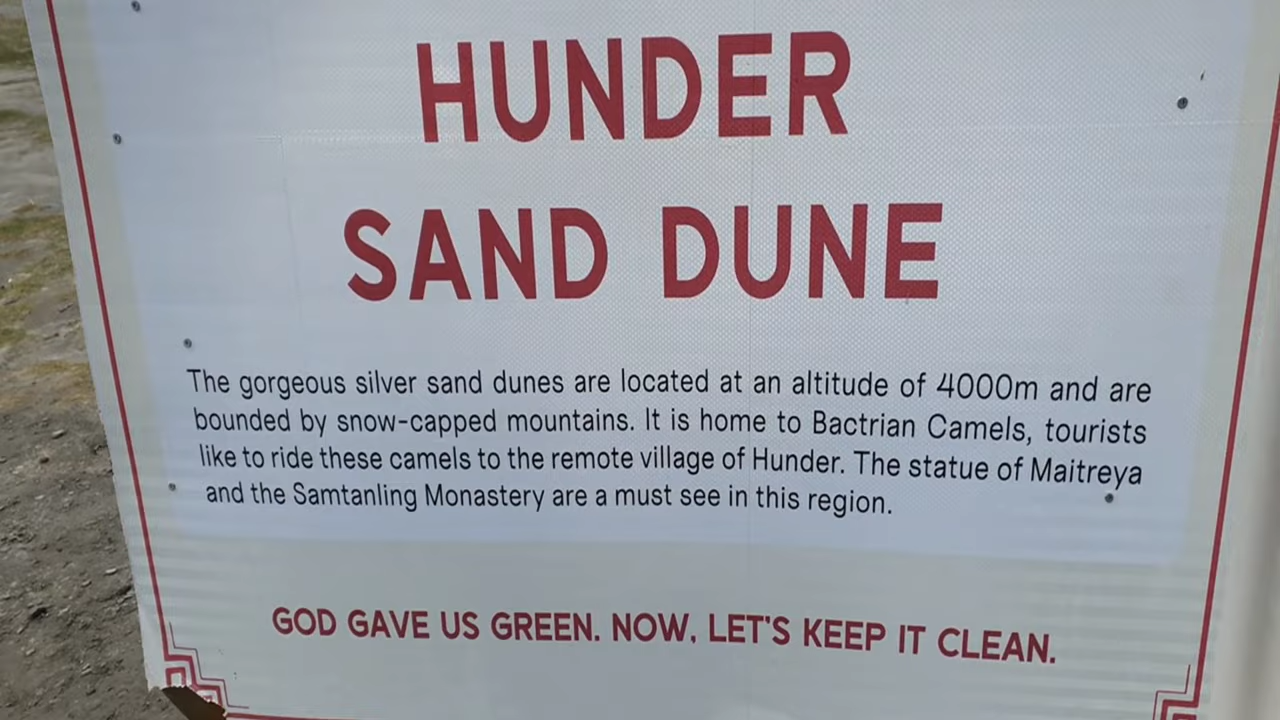 HUNDER
SAND DUNE
The gorgeous silver sand dunes are located at an altitude of 4000m and are
bounded by snow-capped mountains. It is home to Bactrian Camels, tourists
like to ride these camels to the remote village of Hunder. The statue of Maitreya
and the Samtanling Monastery are a must see in this region.
GOD GAVE US GREEN. NOW, LET'S KEEP IT CLEAN.